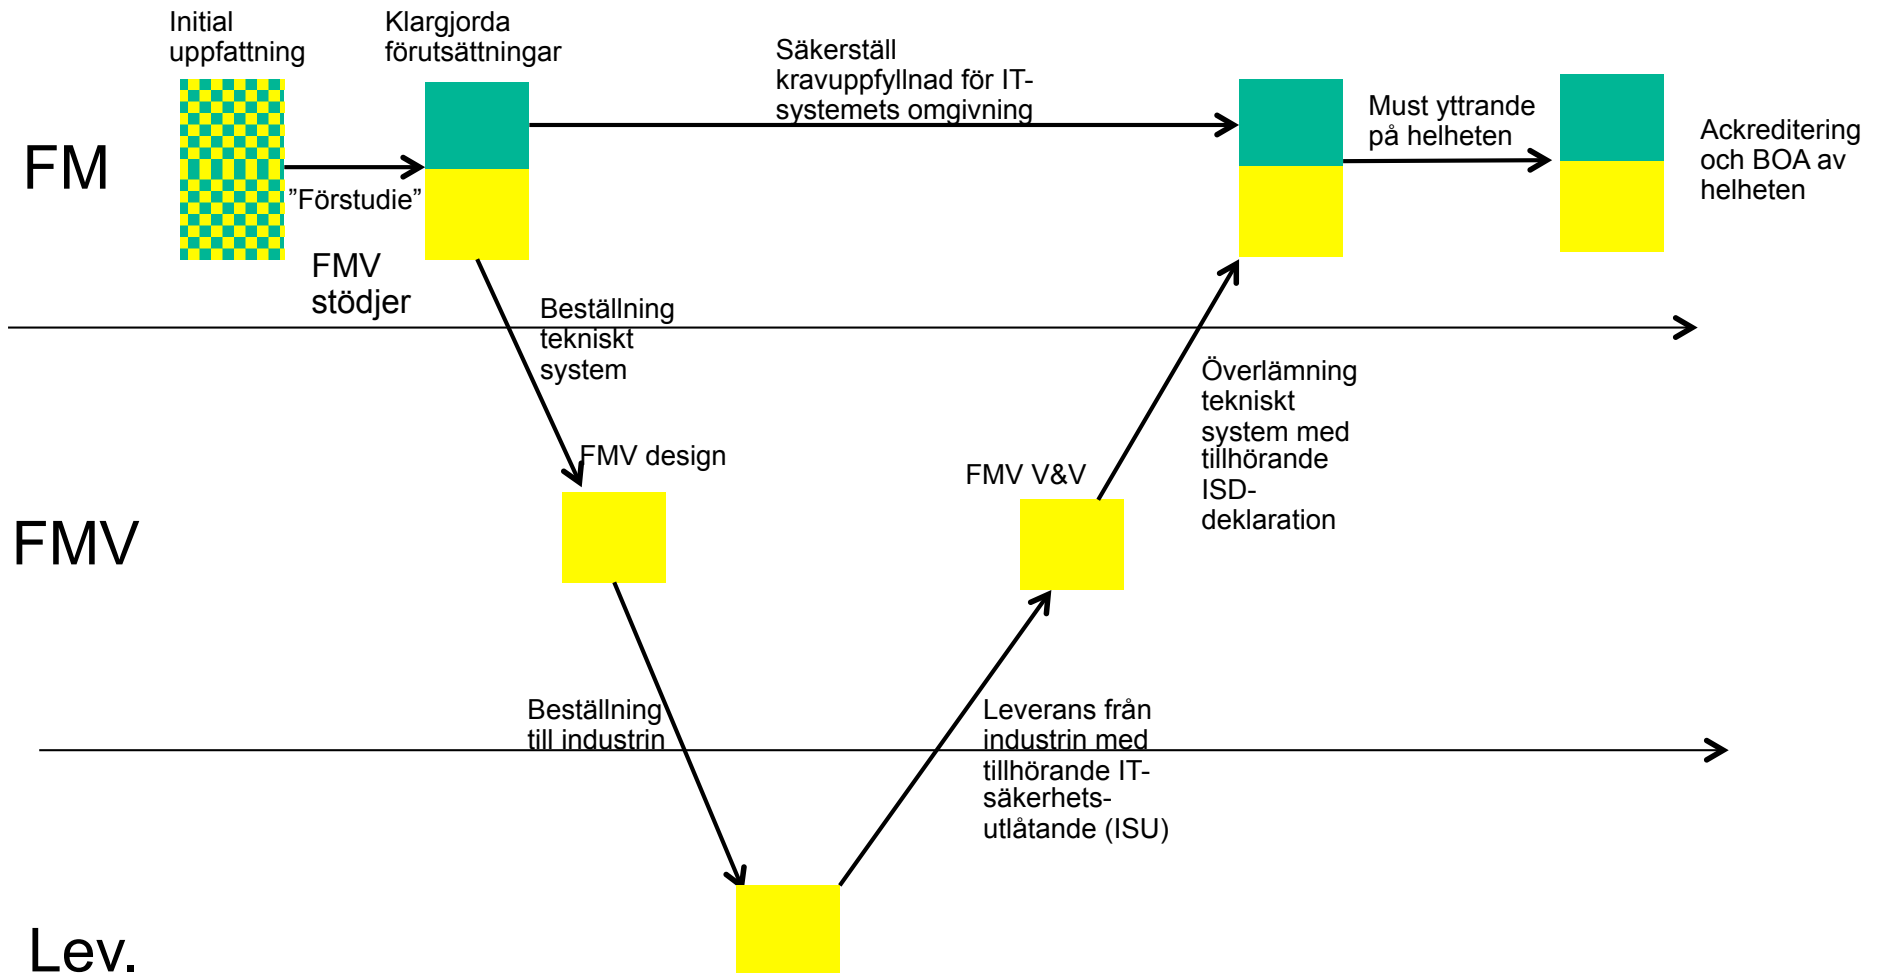 Initial
uppfattning
Klargjorda
förutsättningar
Säkerställ
kravuppfyllnad för IT-
systemets omgivning
Must yttrande
på helheten
Ackreditering
och BOA av
helheten
FM
”Förstudie”
FMV
stödjer
Beställning
tekniskt
system
Överlämning
tekniskt
system med
tillhörande
ISD-
deklaration
FMV design
FMV V&V
FMV
Beställning
till industrin
Leverans från
industrin med
tillhörande IT-
säkerhets-
utlåtande (ISU)
Lev.